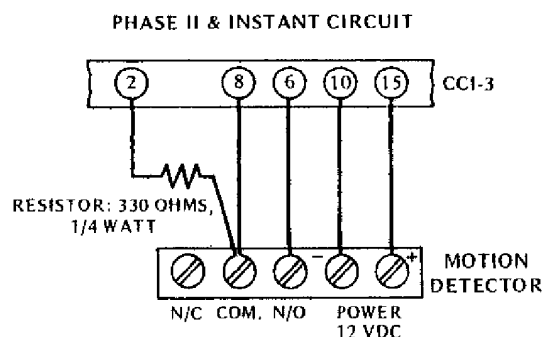 PHASE II & INSTANT CIRCUIT
2 8 6 10 15 CCI-3
RESISTOR: 330 OHMS,
1/4 WATT
− +
MOTION
DETECTOR
N/C COM. N/O POWER
12 VDC